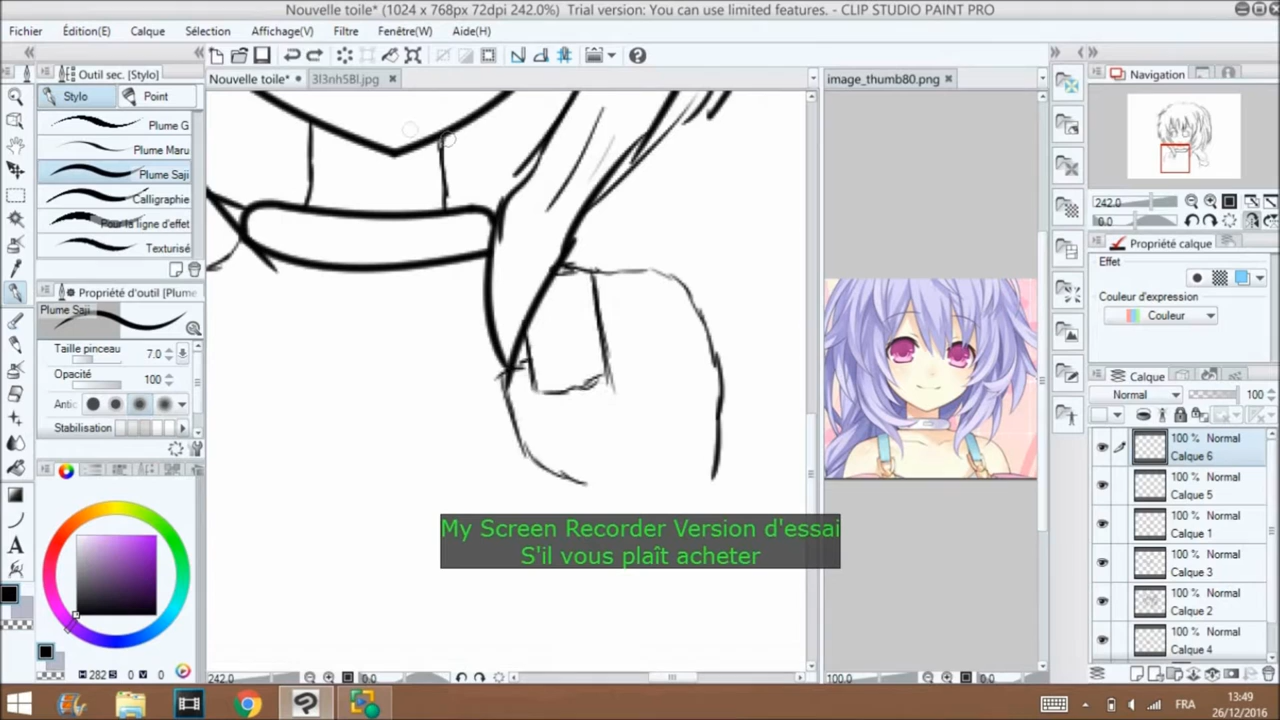 Nouvelle toile* (1024 x 768px 72dpi 242.0%) Trial version: You can use limited features. - CLIP STUDIO PAINT PRO
Fichier Édition(E) Calque Sélection Affichage(V) Filtre Fenêtre(W) Aide(H)
Outil sec. [Stylo]
Nouvelle toile*
3l3nh5Bl.jpg
image_thumb80.png
Navigation
Stylo Point
Plume G
Plume Maru
Plume Saji
Calligraphie
Pour la ligne d'effet
Texturisé
Propriété d'outil [Plume
Plume Saji
Taille pinceau 7.0
Opacité 100
Antic
Stabilisation
282 S 0 V 0
242.0
0.0
Propriété calque
Effet
Couleur d'expression
Couleur
Calque
Normal 100
100 % Normal
Calque 6
100 % Normal
Calque 5
100 % Normal
Calque 1
100 % Normal
Calque 3
100 % Normal
Calque 2
100 % Normal
Calque 4
My Screen Recorder Version d'essai
S'il vous plaît acheter
242.0 0.0
100.0 0.0
A
FRA
13:49
26/12/2016